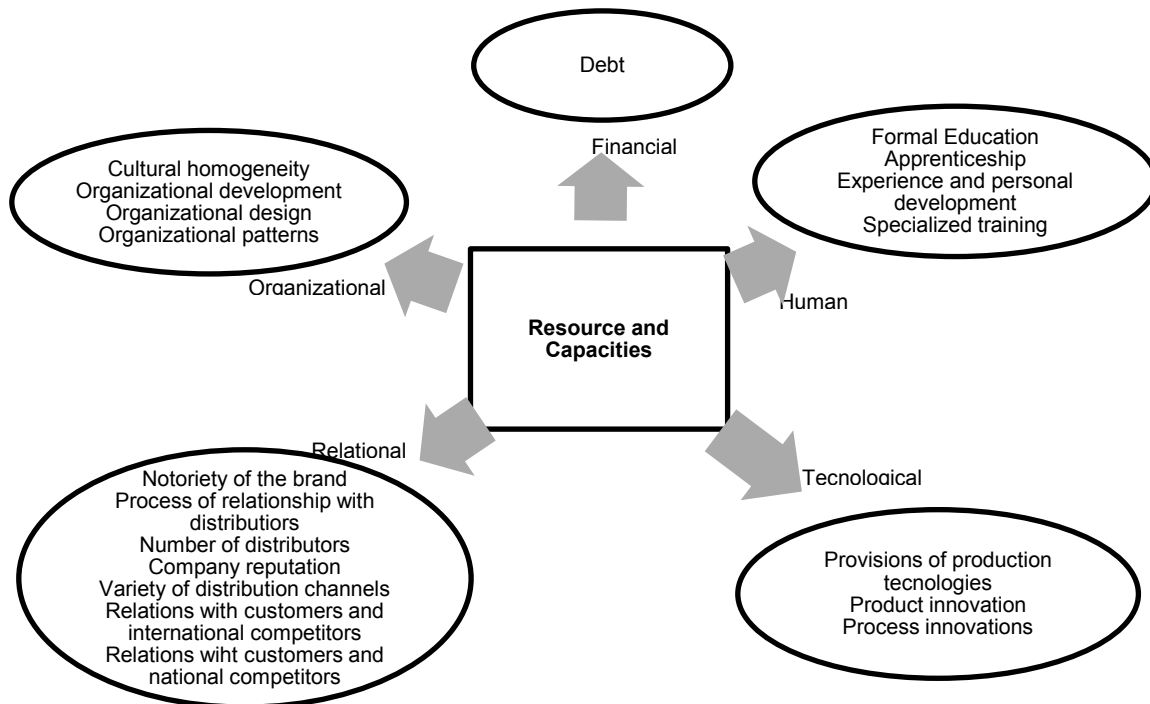 Debt
Financial
Formal Education
Apprenticeship
Experience and personal
development
Specialized training
Human
Cultural homogeneity
Organizational development
Organizational design
Organizational patterns
Organizational
Resource and
Capacities
Relational
Notoriety of the brand
Process of relationship with
distributiors
Number of distributors
Company reputation
Variety of distribution channels
Relations with customers and
international competitors
Relations wiht customers and
national competitors
Tecnological
Provisions of production
tecnologies
Product innovation
Process innovations